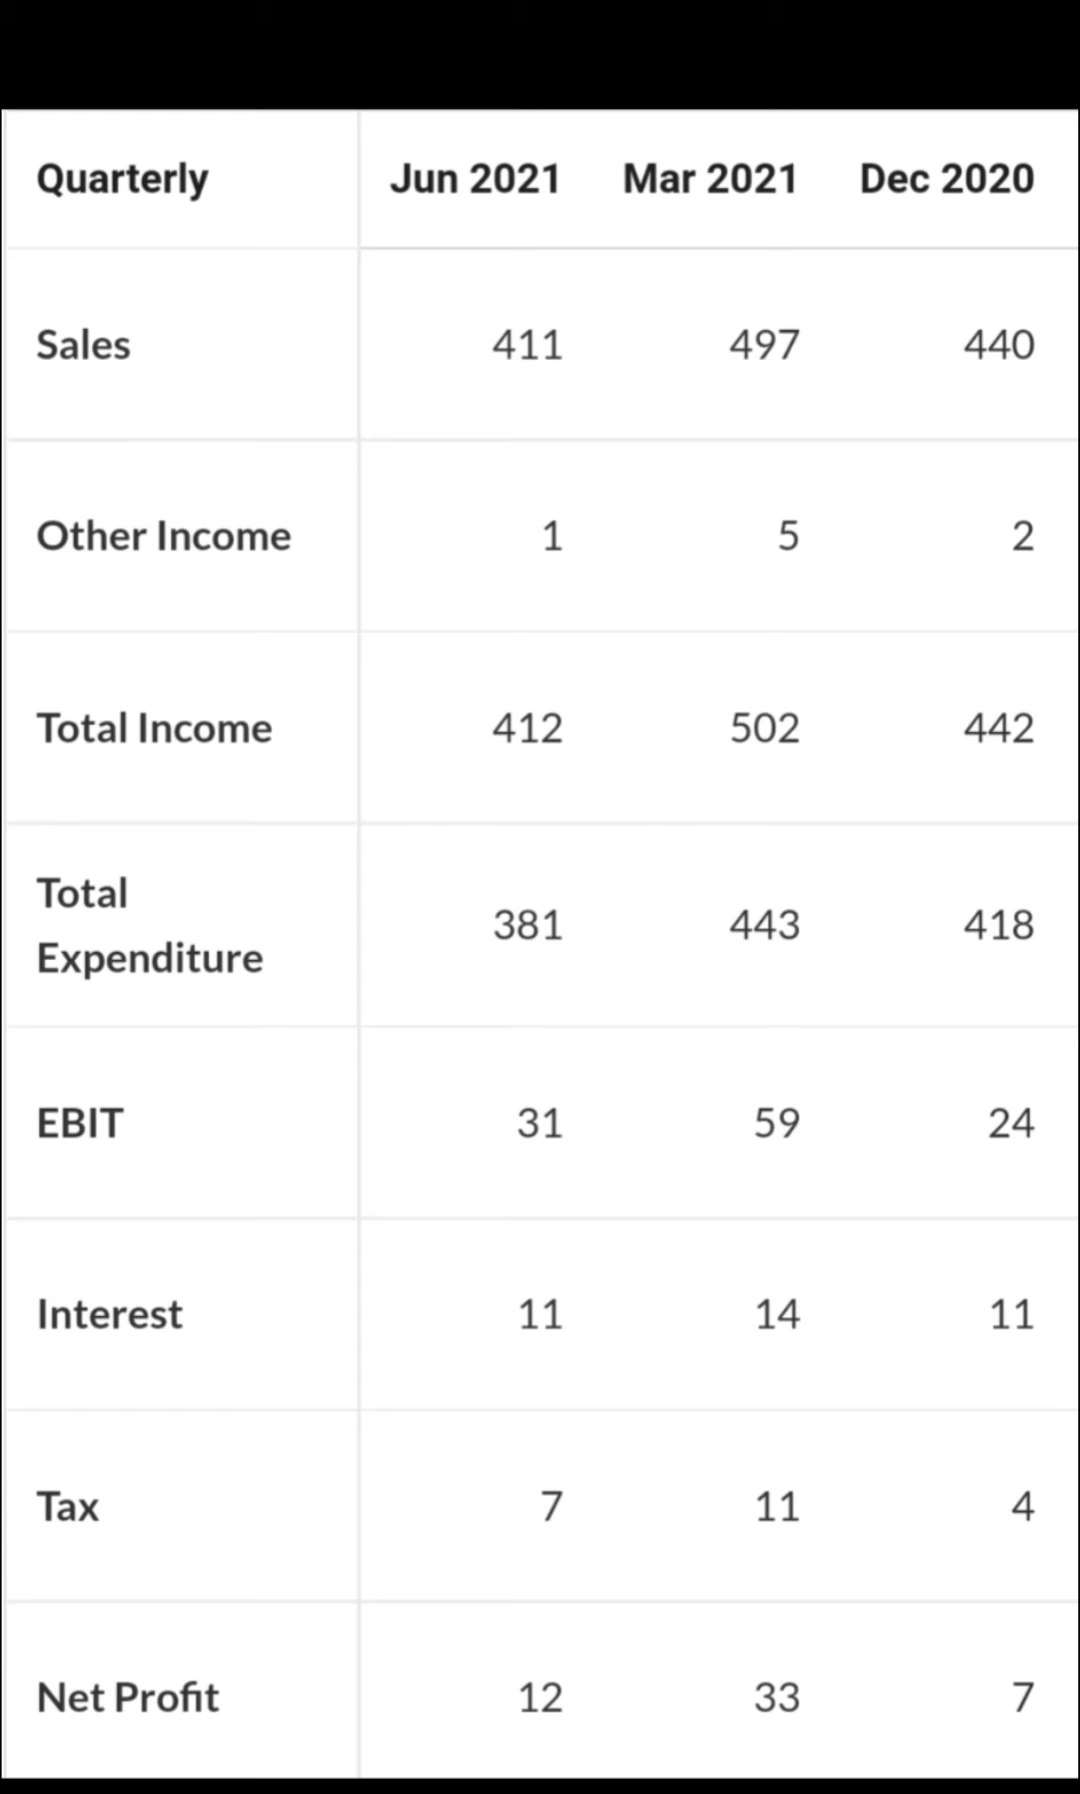 Quarterly Jun 2021 Mar 2021 Dec 2020
Sales 411 497 440
Other Income 1 5 2
Total Income 412 502 442
Total
Expenditure 381 443 418
EBIT 31 59 24
Interest 11 14 11
Tax 7 11 4
Net Profit 12 33 7